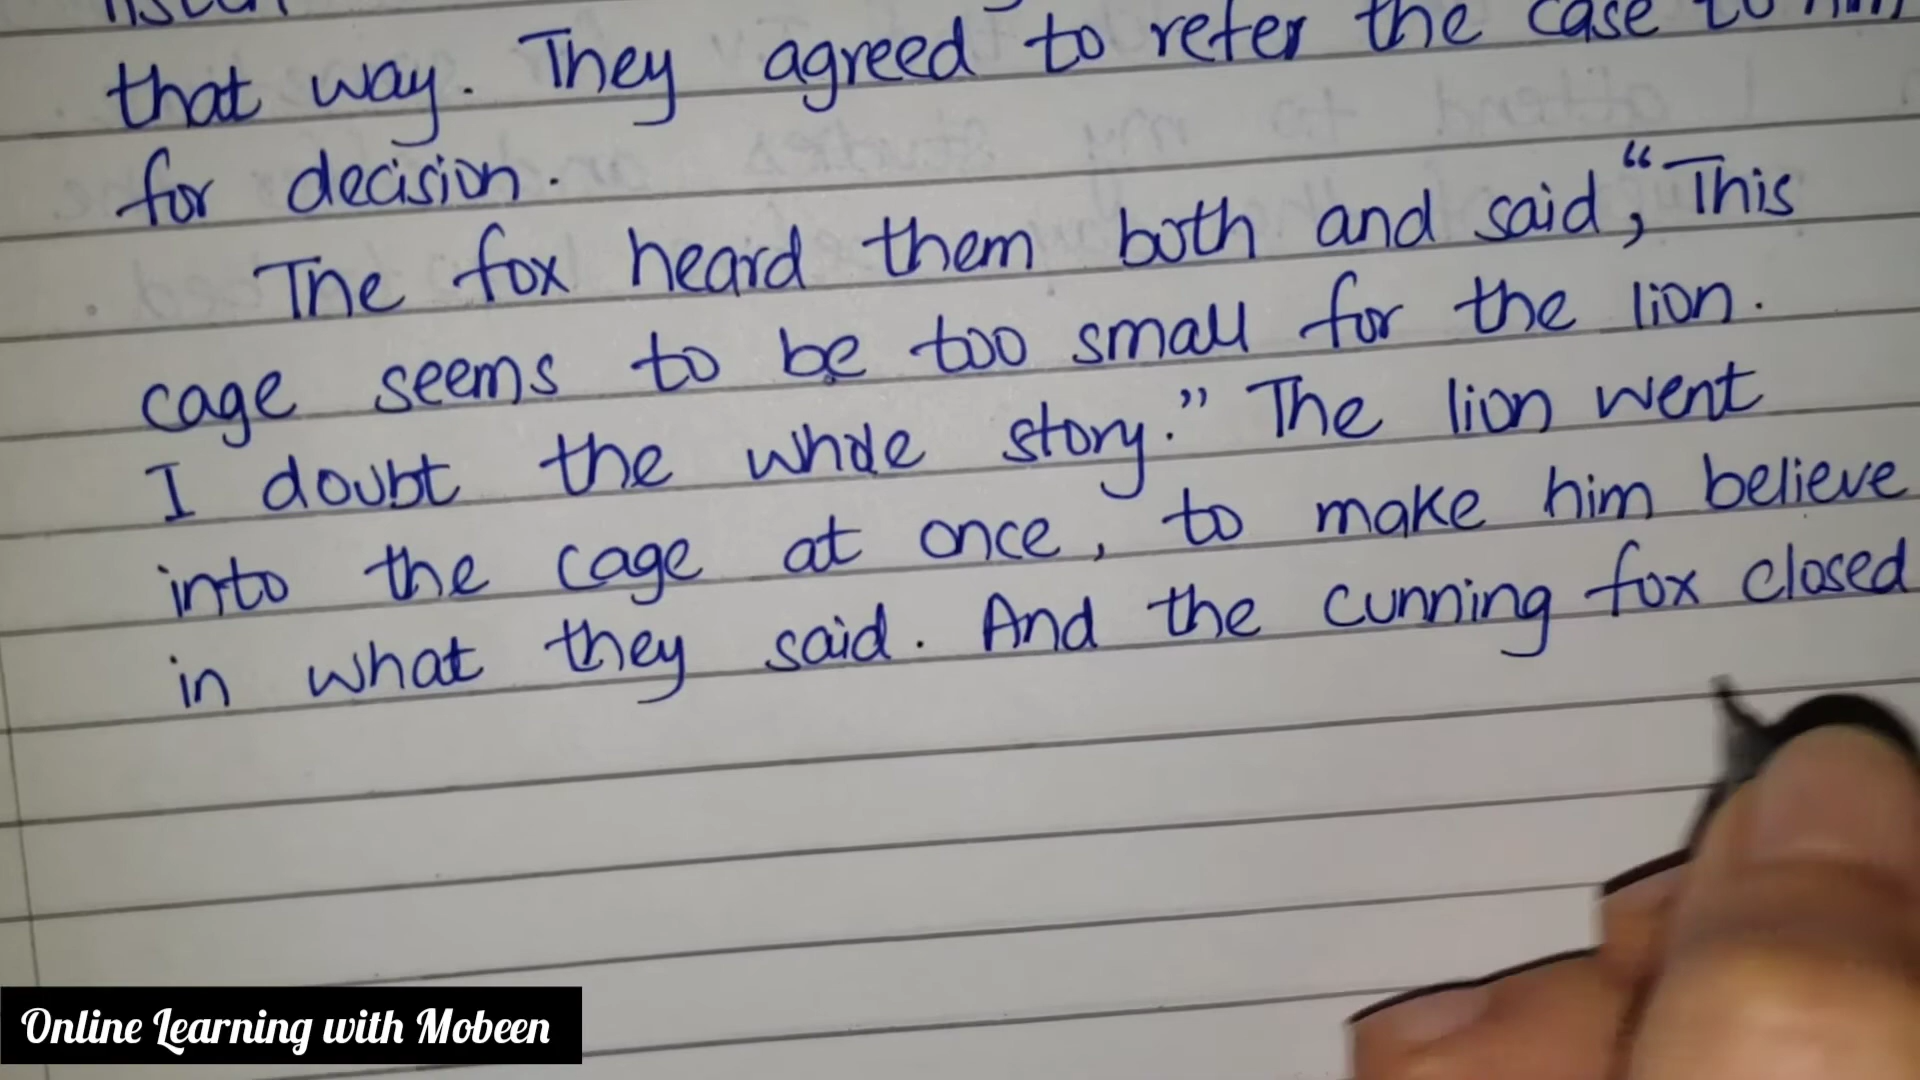 that way. They agreed to refer the case to him
for decision.
The fox heard them both and said, "This
cage seems to be too small for the lion.
I doubt the whole story." The lion went
into the cage at once, to make him believe
in what they said. And the cunning fox closed
Online Learning with Mobeen